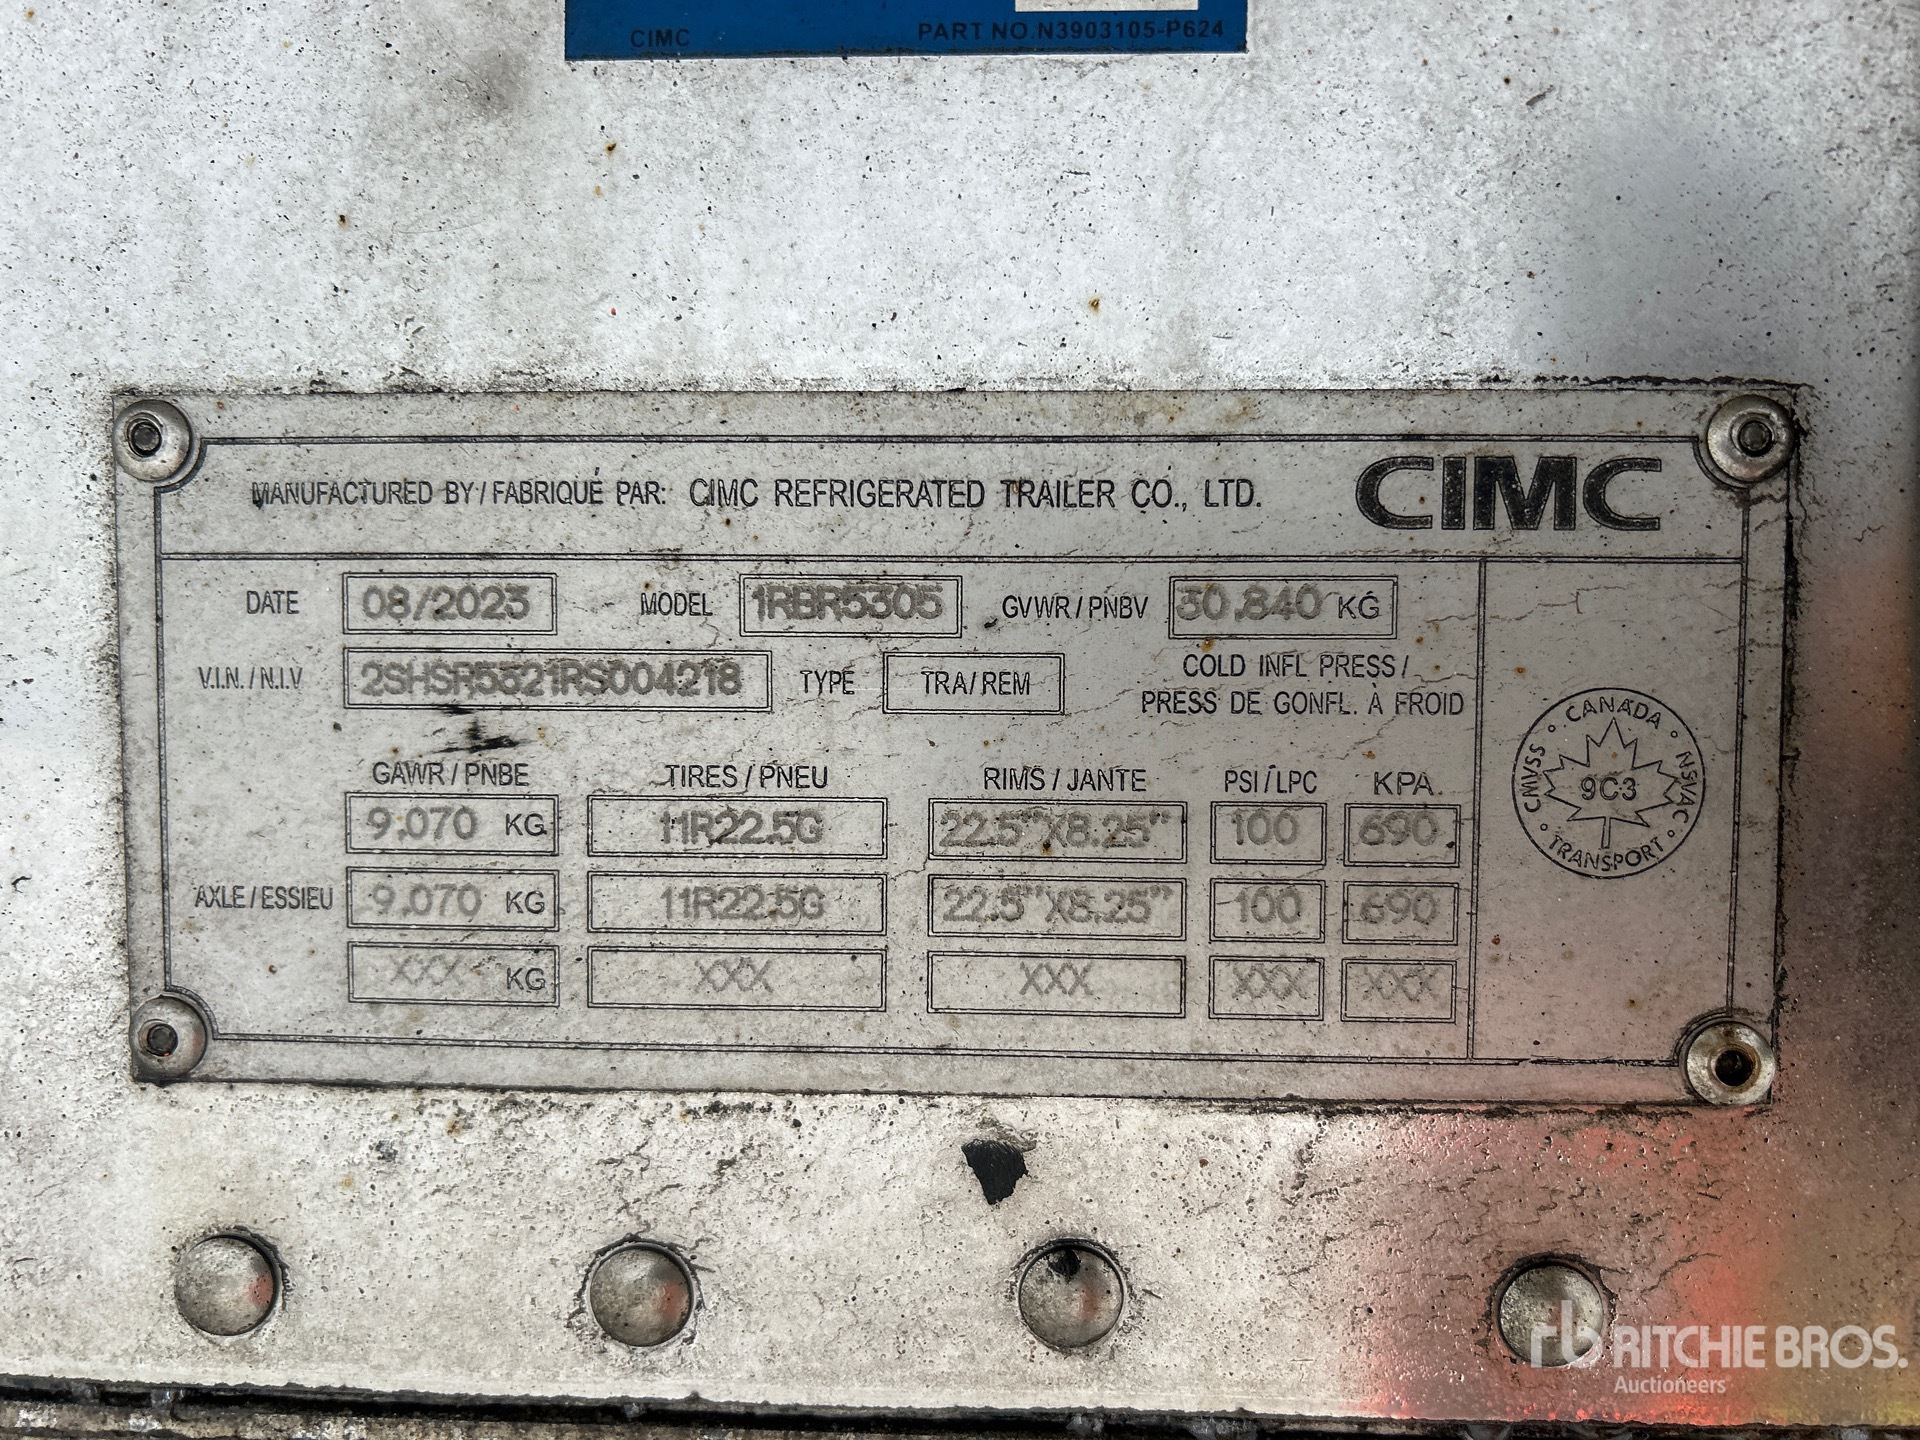 CIMC PART NO.N3903105-P624
MANUFACTURED BY / FABRIQUÉ PAR: CIMC REFRIGERATED TRAILER CO., LTD. CIMC
DATE 08/2023 MODEL 1RBR5305 GVWR / PNBV 30.840 KG
V.I.N. / N.I.V 2SHSR5321RS004218 TYPE TRA/REM COLD INFL PRESS /
PRESS DE GONFL. À FROID
GAWR / PNBE TIRES / PNEU RIMS / JANTE PSI / LPC KPA
9.070 KG 11R22.5G 22.5"X8.25" 100 690
AXLE / ESSIEU 9.070 KG 11R22.5G 22.5"X8.25" 100 690
XXX KG XXX XXX XXX XXX
CANADA · NSVAC · TRANSPORT · CMVSS ·
9C3
rb RITCHIE BROS.
Auctioneers